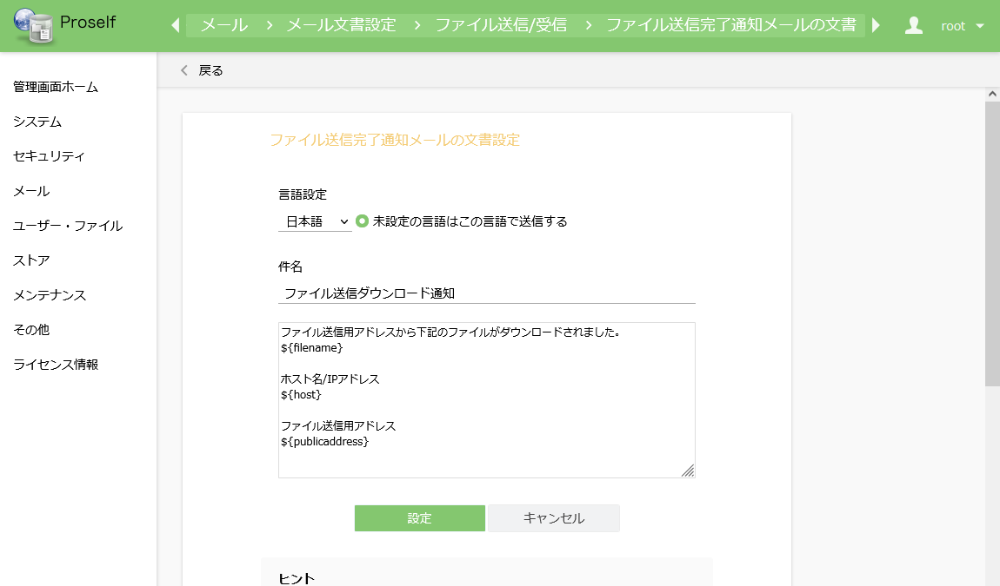 Proself
メール > メール文書設定 > ファイル送信/受信 > ファイル送信完了通知メールの文書
root
戻る
管理画面ホーム
システム
セキュリティ
メール
ユーザー・ファイル
ストア
メンテナンス
その他
ライセンス情報
ファイル送信完了通知メールの文書設定
言語設定
日本語 未設定の言語はこの言語で送信する
件名
ファイル送信ダウンロード通知
ファイル送信用アドレスから下記のファイルがダウンロードされました。
${filename}
ホスト名/IPアドレス
${host}
ファイル送信用アドレス
${publicaddress}
設定 キャンセル
ヒント